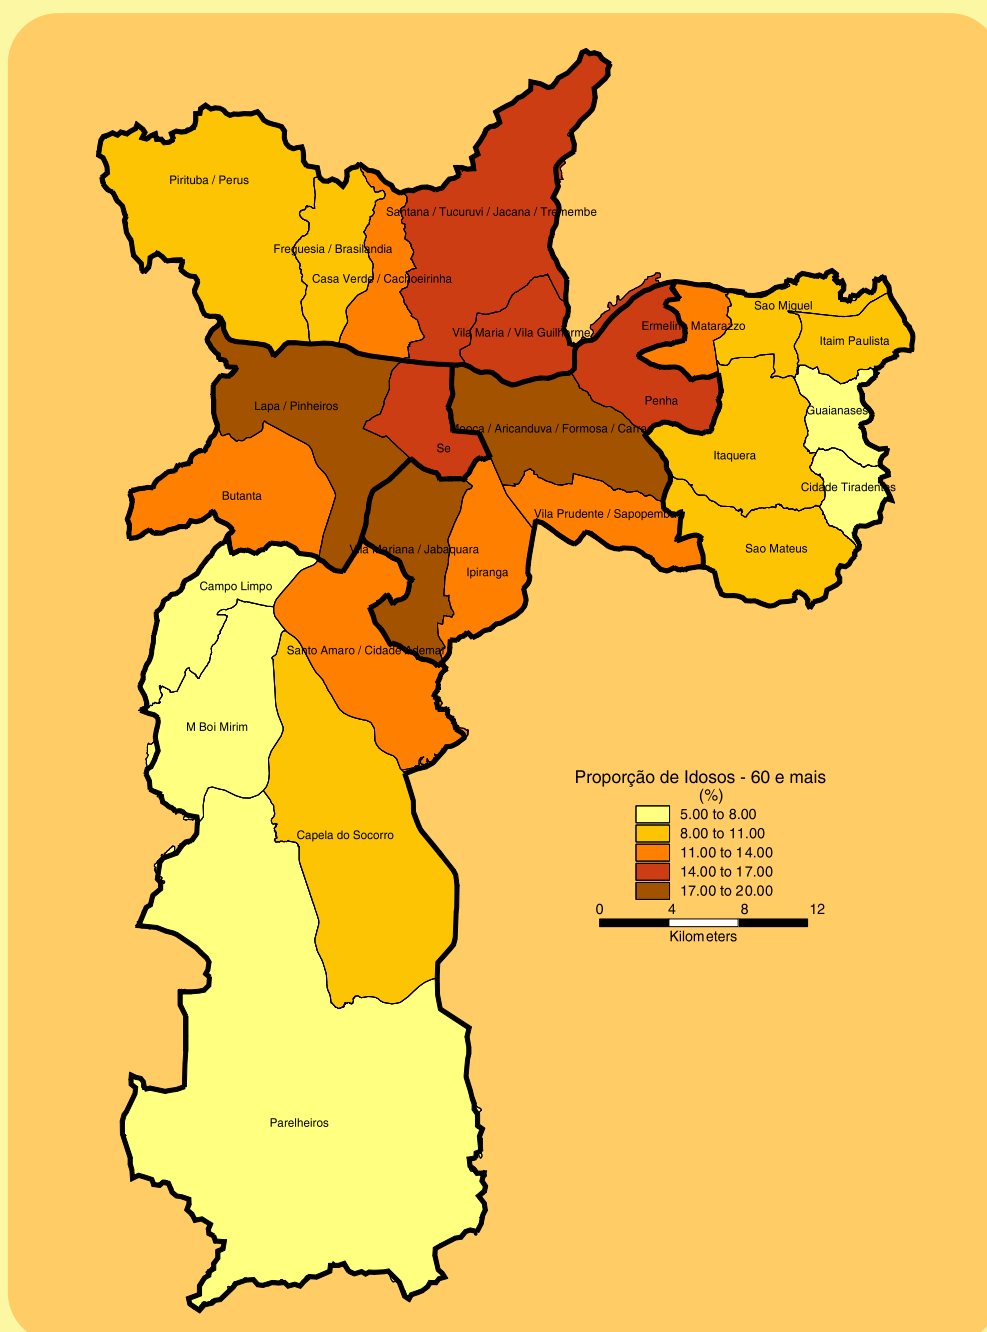 Pirituba / Perus
Santana / Tucuruvi / Jacana / Tremembe
Freguesia / Brasilandia
Casa Verde / Cachoeirinha
Sao Miguel
Vila Maria / Vila Guilherme
Ermelino Matarazzo
Itaim Paulista
Lapa / Pinheiros
Penha
Guaianases
Mooca / Aricanduva / Formosa / Carrao
Se
Itaquera
Butanta
Cidade Tiradentes
Vila Prudente / Sapopemba
Vila Mariana / Jabaquara
Sao Mateus
Ipiranga
Campo Limpo
Santo Amaro / Cidade Ademar
M Boi Mirim
Proporção de Idosos - 60 e mais
(%)
5.00 to 8.00
8.00 to 11.00
11.00 to 14.00
14.00 to 17.00
17.00 to 20.00
0 4 8 12
Kilometers
Capela do Socorro
Parelheiros